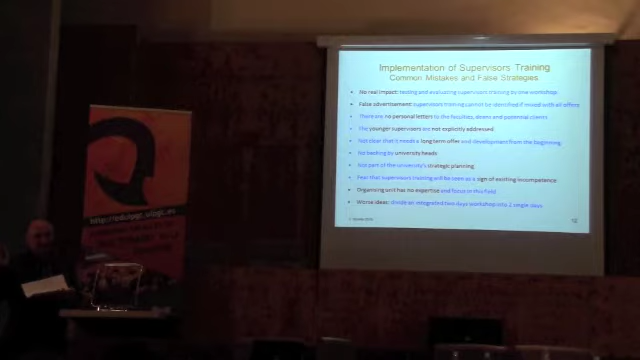 Implementation of Supervisors Training
Common Mistakes and False Strategies
• No real impact: testing and evaluating supervisors training by one workshop
• False advertisement: supervisors training cannot be identified if mixed with all offers
• There are no personal letters to the faculties, deans and potential clients
• The younger supervisors are not explicitly addressed
• Not clear that it needs a long term offer and development from the beginning
• No backing by university heads
• Not part of the university's strategic planning
• Fear that supervisors training will be seen as a sign of exciting incompetence
• Organising unit has no expertise and focus in this field
• Worse ideas: divide an integrated two days workshop into 2 single days
12